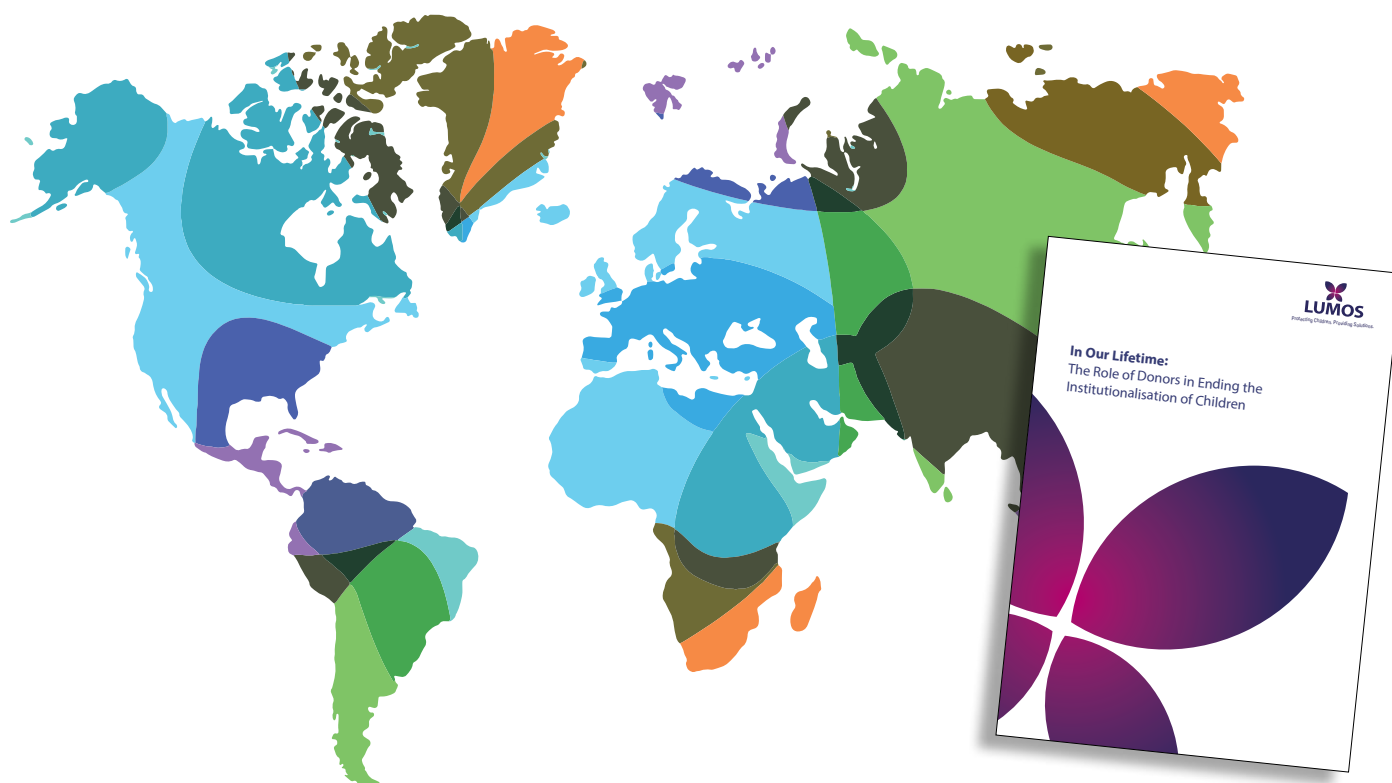 LUMOS
Protecting Children. Providing Solutions.
In Our Lifetime:
The Role of Donors in Ending the
Institutionalisation of Children